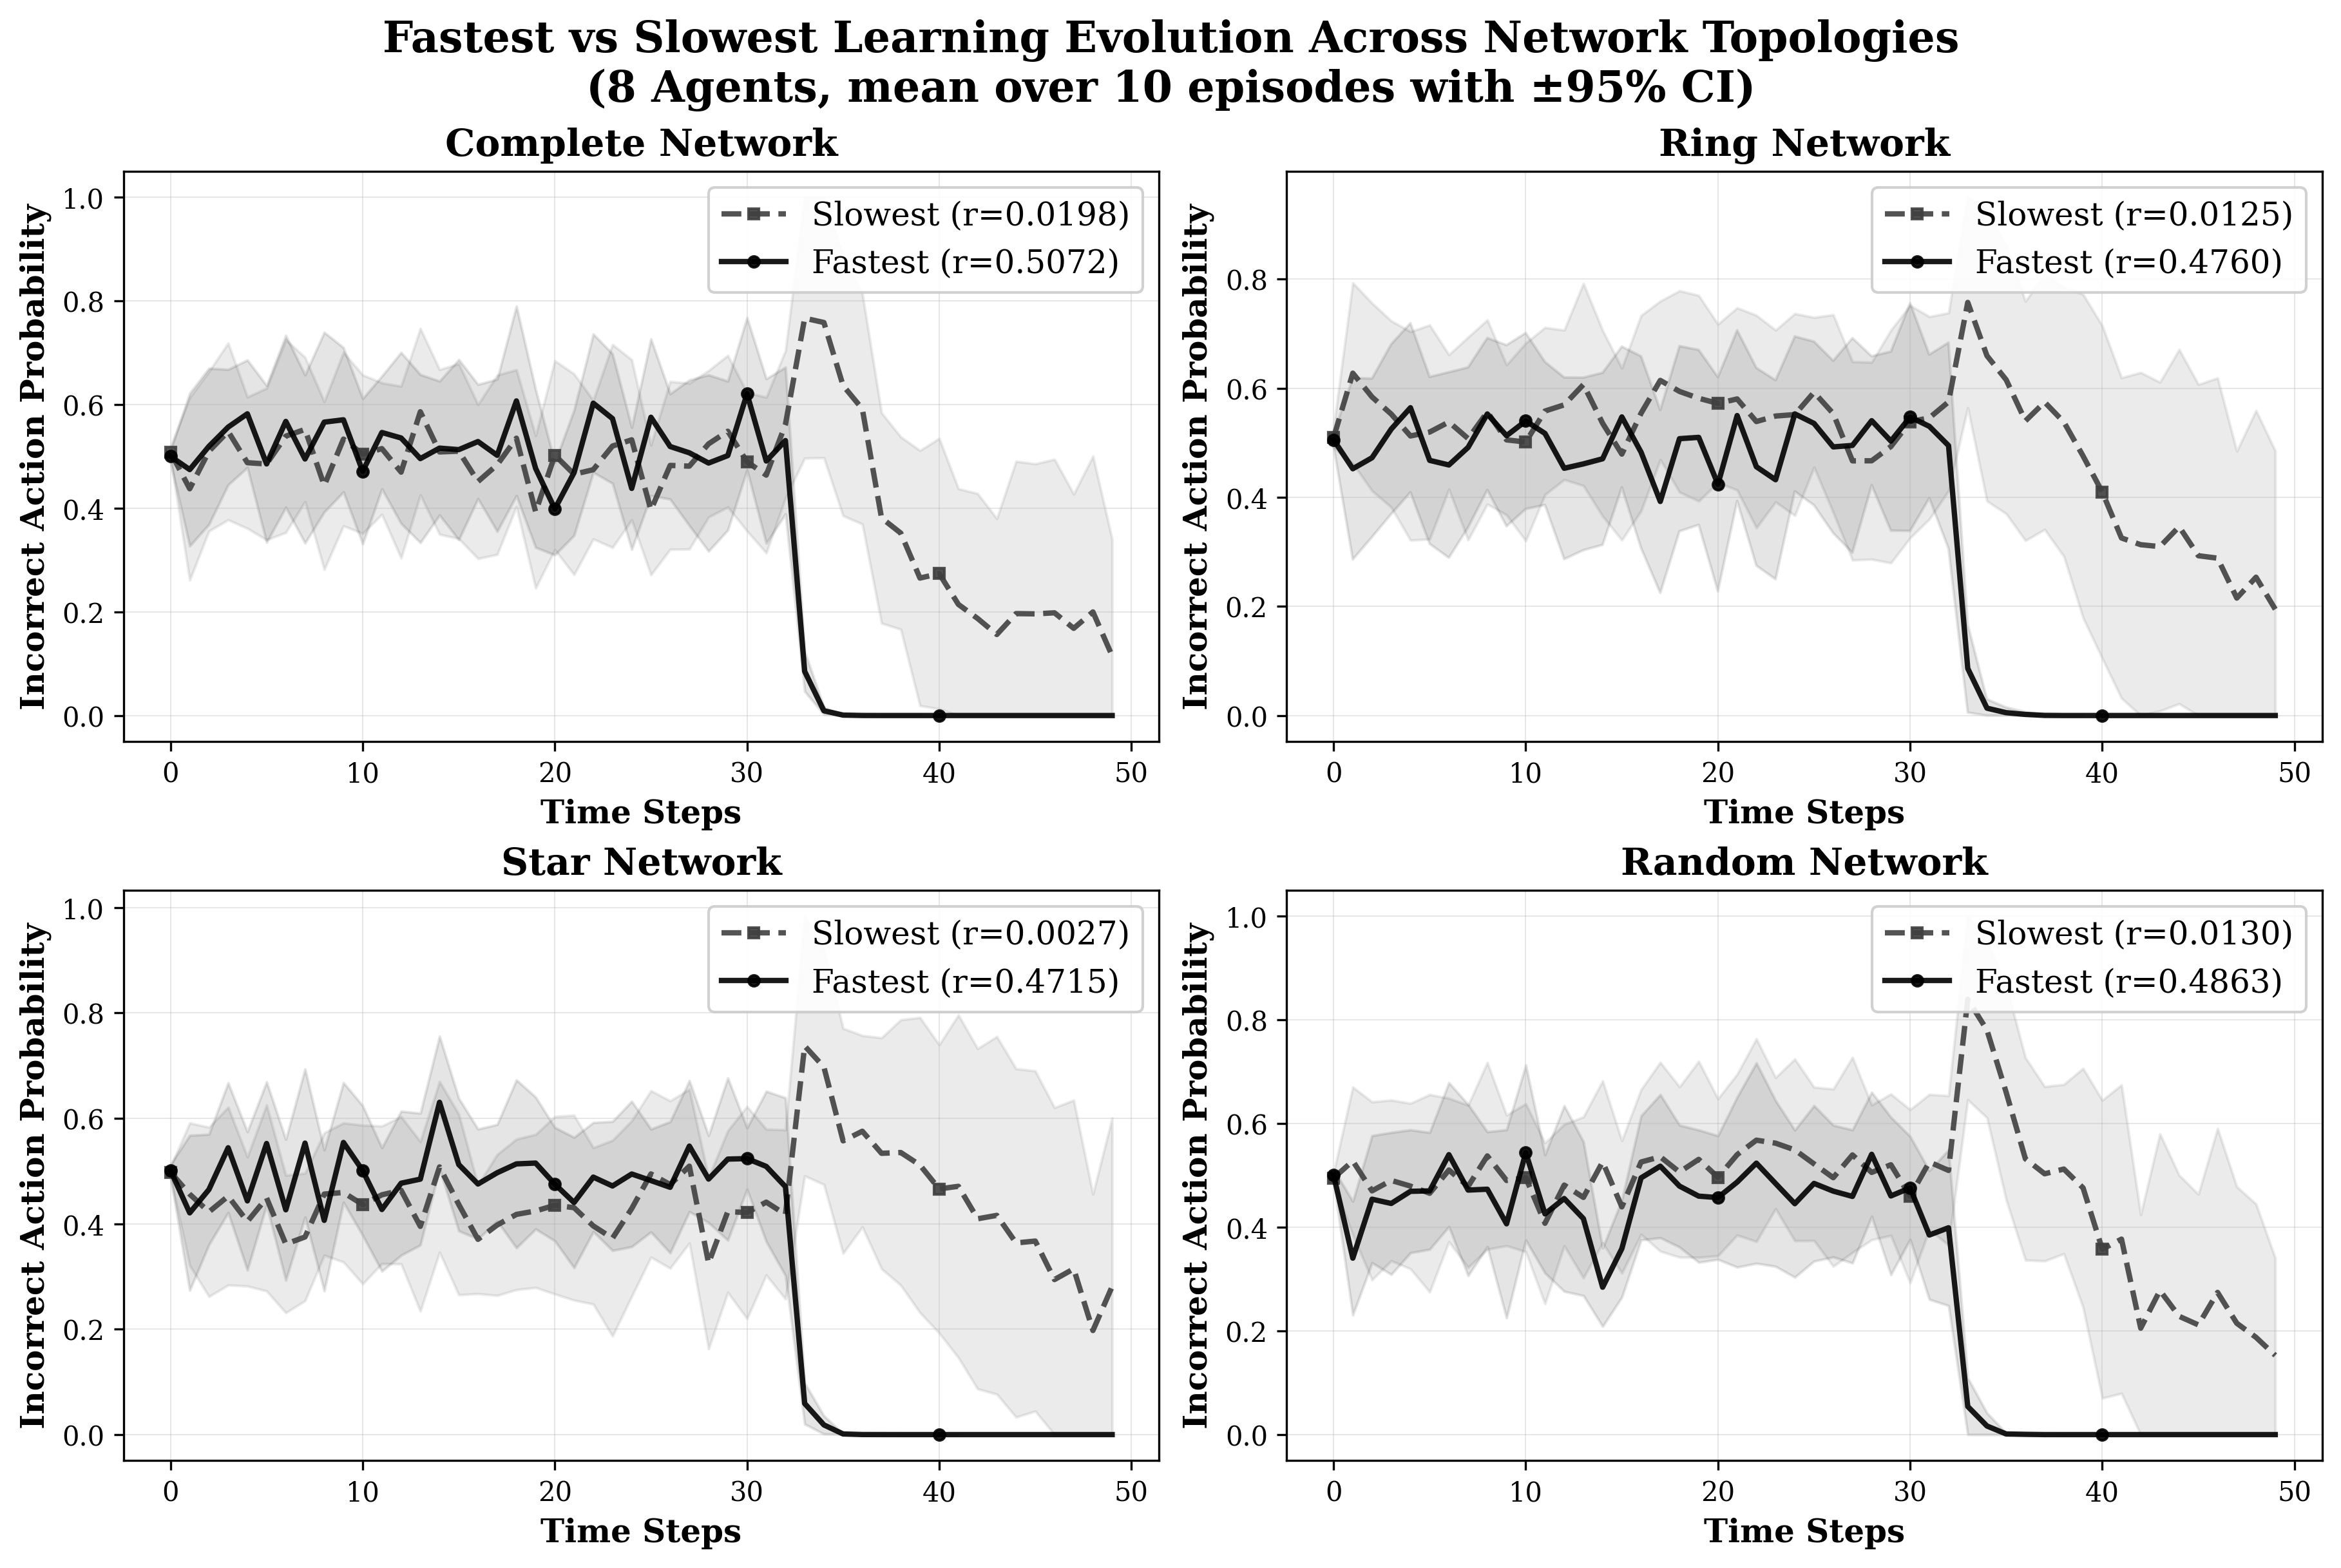 Fastest vs Slowest Learning Evolution Across Network Topologies
(8 Agents, mean over 10 episodes with ±95% CI)
Complete Network
Incorrect Action Probability
1.0
0.8
0.6
0.4
0.2
0.0
Slowest (r=0.0198)
Fastest (r=0.5072)
0 10 20 30 40 50
Time Steps
Ring Network
Incorrect Action Probability
0.8
0.6
0.4
0.2
0.0
Slowest (r=0.0125)
Fastest (r=0.4760)
0 10 20 30 40 50
Time Steps
Star Network
Incorrect Action Probability
1.0
0.8
0.6
0.4
0.2
0.0
Slowest (r=0.0027)
Fastest (r=0.4715)
0 10 20 30 40 50
Time Steps
Random Network
Incorrect Action Probability
1.0
0.8
0.6
0.4
0.2
0.0
Slowest (r=0.0130)
Fastest (r=0.4863)
0 10 20 30 40 50
Time Steps